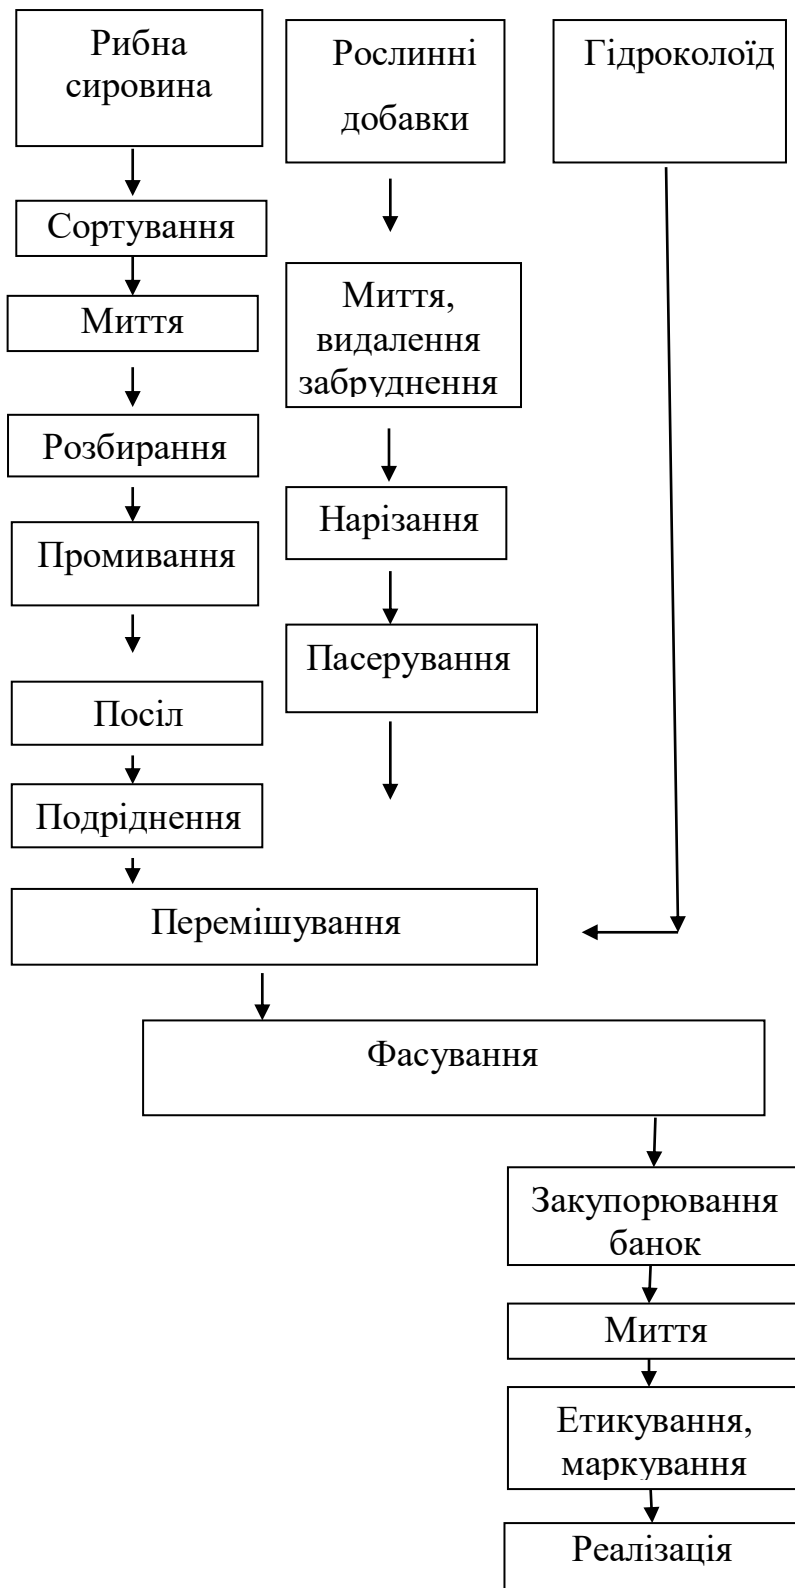 Рибна
сировина
Рослинні
добавки
Гідроколоїд
Сортування
Миття
Миття,
видалення
забруднення
Розбирання
Нарізання
Промивання
Пасерування
Посіл
Подріднення
Перемішування
Фасування
Закупорювання
банок
Миття
Етикування,
маркування
Реалізація